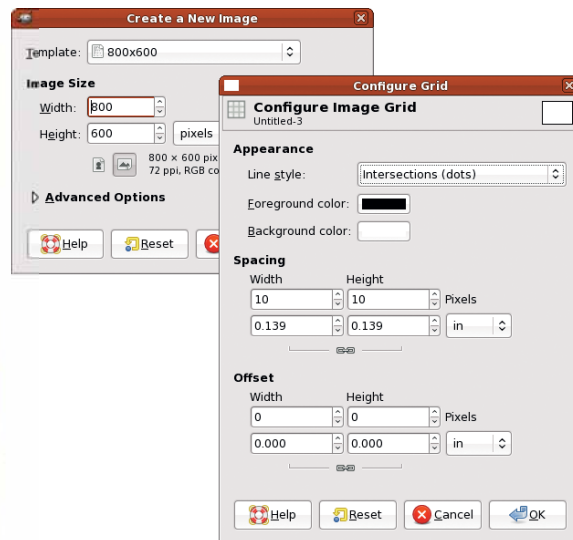 Create a New Image
Template: 800x600
Image Size
Width: 800
Height: 600 pixels
800 × 600 pix
72 ppi, RGB co
Advanced Options
Help Reset
Configure Grid
Configure Image Grid
Untitled-3
Appearance
Line style: Intersections (dots)
Foreground color:
Background color:
Spacing
Width Height
10 10 Pixels
0.139 0.139 in
Offset
Width Height
0 0 Pixels
0.000 0.000 in
Help Reset Cancel OK